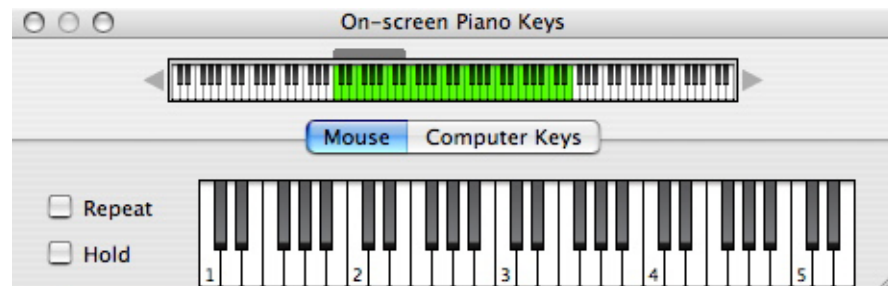 On-screen Piano Keys
Mouse Computer Keys
Repeat
Hold
1 2 3 4 5